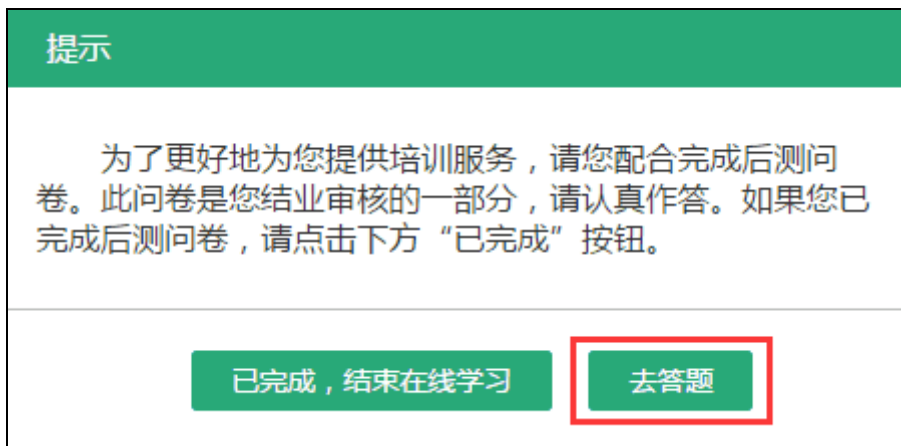 提示
为了更好地为您提供培训服务，请您配合完成后测问
卷。此问卷是您结业审核的一部分，请认真作答。如果您已
完成后测问卷，请点击下方“已完成”按钮。
已完成，结束在线学习
去答题